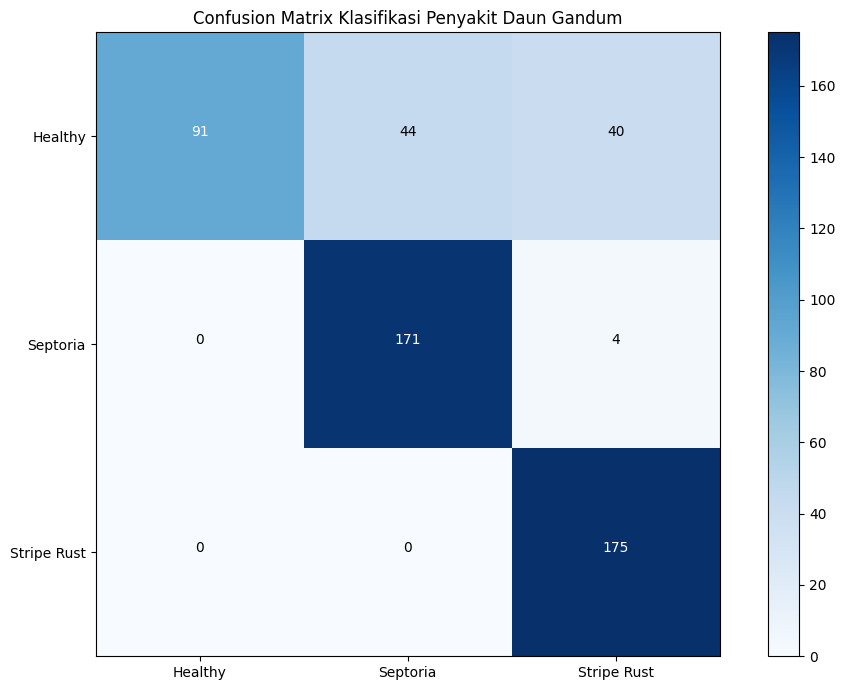 Confusion Matrix Klasifikasi Penyakit Daun Gandum
Healthy 91 44 40
Septoria 0 171 4
Stripe Rust 0 0 175
Healthy Septoria Stripe Rust
160
140
120
100
80
60
40
20
0